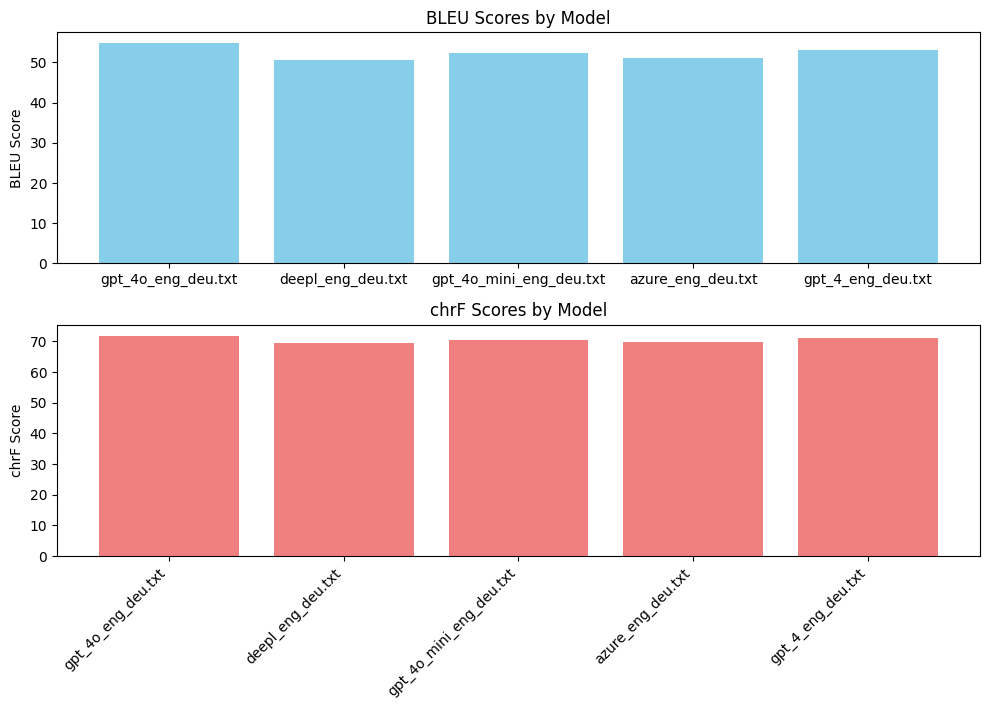 BLEU Scores by Model
BLEU Score
50
40
30
20
10
0
gpt_4o_eng_deu.txt deepl_eng_deu.txt gpt_4o_mini_eng_deu.txt azure_eng_deu.txt gpt_4_eng_deu.txt
chrF Scores by Model
chrF Score
70
60
50
40
30
20
10
0
gpt_4o_eng_deu.txt
deepl_eng_deu.txt
gpt_4o_mini_eng_deu.txt
azure_eng_deu.txt
gpt_4_eng_deu.txt